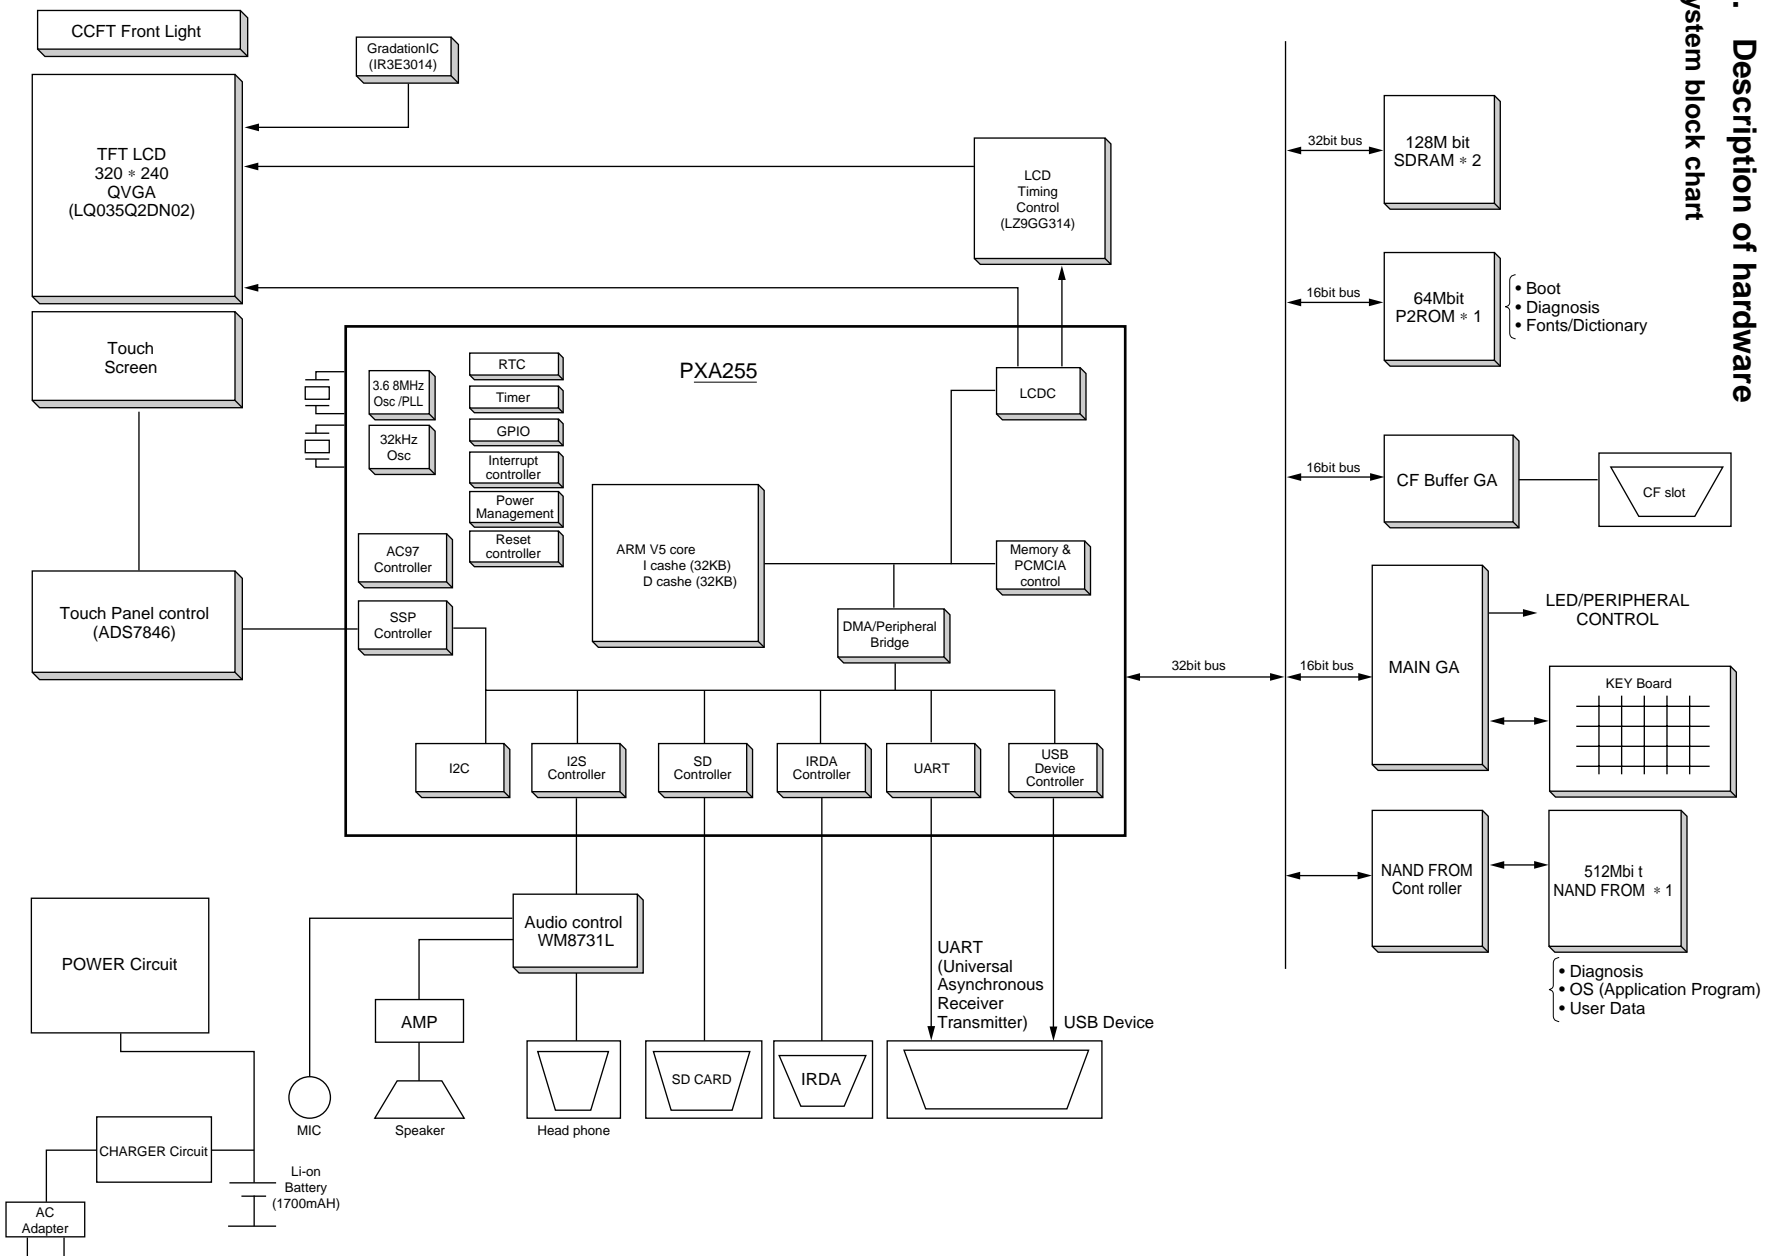 . Description of hardware
ystem block chart
CCFT Front Light
GradationIC
(IR3E3014)
TFT LCD
320 * 240
QVGA
(LQ035Q2DN02)
LCD
Timing
Control
(LZ9GG314)
Touch
Screen
PXA255
3.6 8MHz
Osc /PLL
32kHz
Osc
RTC
Timer
GPIO
Interrupt
controller
Power
Management
Reset
controller
AC97
Controller
SSP
Controller
ARM V5 core
I cashe (32KB)
D cashe (32KB)
LCDC
Memory &
PCMCIA
control
DMA/Peripheral
Bridge
Touch Panel control
(ADS7846)
I2C
I2S
Controller
SD
Controller
IRDA
Controller
UART
USB
Device
Controller
32bit bus
32bit bus
128M bit
SDRAM * 2
16bit bus
64Mbit
P2ROM * 1
• Boot
• Diagnosis
• Fonts/Dictionary
16bit bus
CF Buffer GA
CF slot
16bit bus
MAIN GA
LED/PERIPHERAL
CONTROL
KEY Board
NAND FROM
Cont roller
512Mbi t
NAND FROM * 1
• Diagnosis
• OS (Application Program)
• User Data
POWER Circuit
Audio control
WM8731L
AMP
UART
(Universal
Asynchronous
Receiver
Transmitter)
USB Device
MIC
Speaker
Head phone
SD CARD
IRDA
CHARGER Circuit
Li-on
Battery
(1700mAH)
AC
Adapter